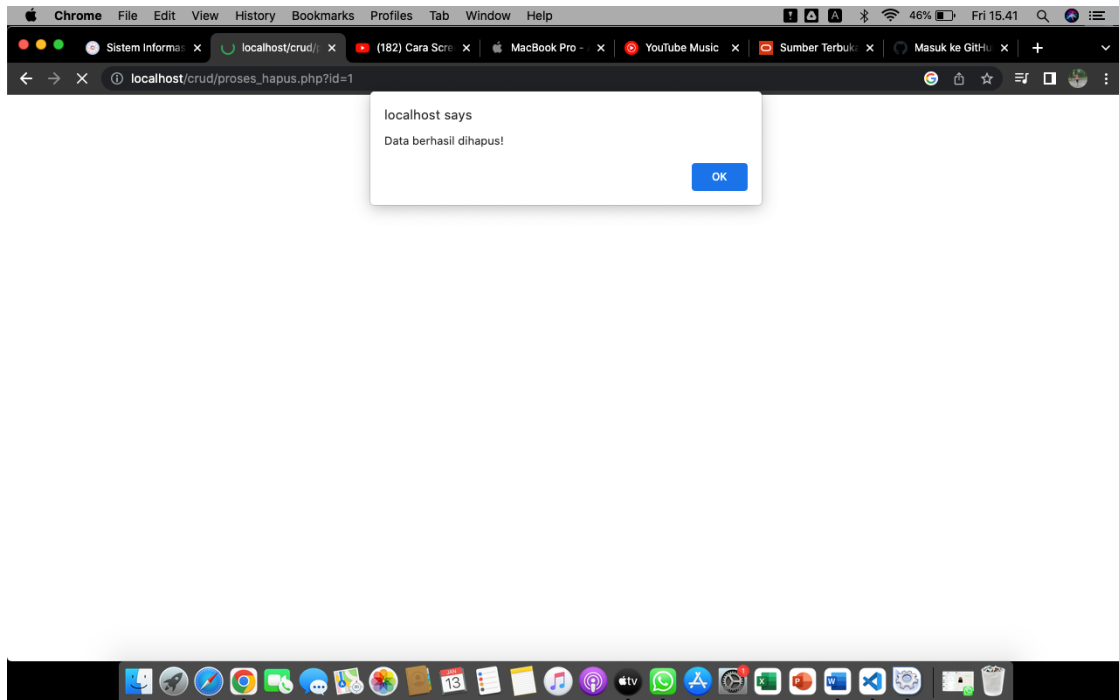 Chrome File Edit View History Bookmarks Profiles Tab Window Help A 46% Fri 15.41
Sistem Informas localhost/crud/p (182) Cara Scre MacBook Pro - YouTube Music Sumber Terbuka Masuk ke GitHu
localhost/crud/proses_hapus.php?id=1
localhost says
Data berhasil dihapus!
OK
13 tv A X P W